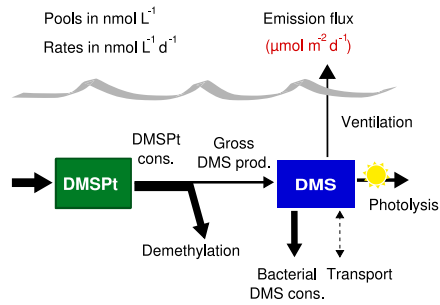 Pools in nmol L⁻¹
Rates in nmol L⁻¹ d⁻¹
Emission flux
(µmol m⁻² d⁻¹)
Ventilation
DMSPt
cons.
Gross
DMS prod.
DMSPt
DMS
Photolysis
Demethylation
Bacterial
DMS cons.
Transport